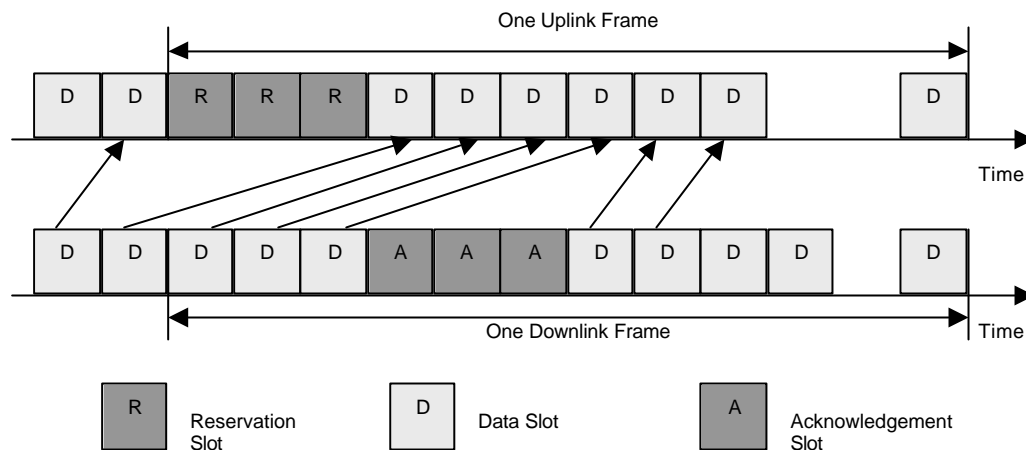 One Uplink Frame
D D R R R D D D D D D D
Time
D D D D D A A A D D D D D
One Downlink Frame
Time
R Reservation Slot
D Data Slot
A Acknowledgement Slot